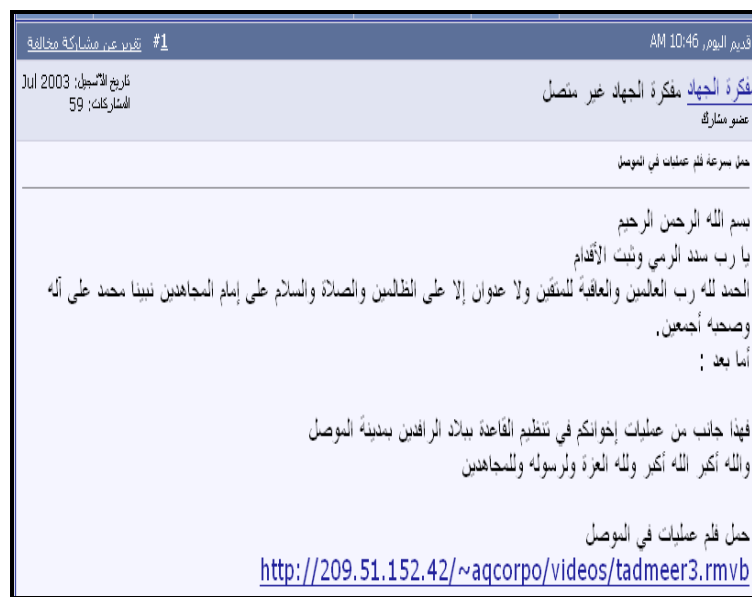 قديم اليوم, 10:46 AM
#1 تقرير عن مشاركة مخالفة
مفكرة الجهاد مفكرة الجهاد غير متصل
عضو مشارك
تاريخ التسجيل: Jul 2003
المشاركات: 59
حمل بسرعة فلم عمليات في الموصل
بسم الله الرحمن الرحيم
يا رب سدد الرمي وثبت الأقدام
الحمد لله رب العالمين والعاقبة للمتقين ولا عدوان إلا على الظالمين والصلاة والسلام على إمام المجاهدين نبينا محمد على آله
وصحبه أجمعين.
أما بعد :
فهذا جانب من عمليات إخوانكم في تنظيم القاعدة ببلاد الرافدين بمدينة الموصل
والله أكبر الله أكبر ولله العزة ولرسوله وللمجاهدين
حمل فلم عمليات في الموصل
http://209.51.152.42/~aqcorpo/videos/tadmeer3.rmvb